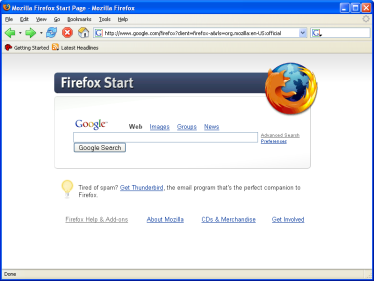 Mozilla Firefox Start Page - Mozilla Firefox
File Edit View Go Bookmarks Tools Help
http://www.google.com/firefox?client=firefox-a&rls=org.mozilla:en-US:official
Getting Started Latest Headlines
Firefox Start
Google Web Images Groups News
Advanced Search
Preferences
Google Search
Tired of spam? Get Thunderbird, the email program that's the perfect companion to
Firefox.
Firefox Help & Add-ons About Mozilla CDs & Merchandise Get Involved
Done